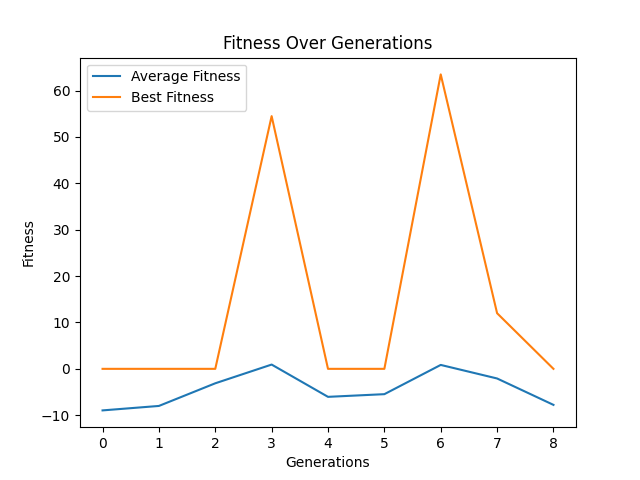 Fitness Over Generations
Average Fitness
Best Fitness
60
50
40
30
20
10
0
−10
Fitness
0 1 2 3 4 5 6 7 8
Generations